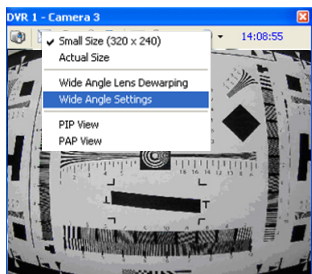 DVR 1 - Camera 3
14:08:55
Small Size (320 x 240)
Actual Size
Wide Angle Lens Dewarping
Wide Angle Settings
PIP View
PAP View